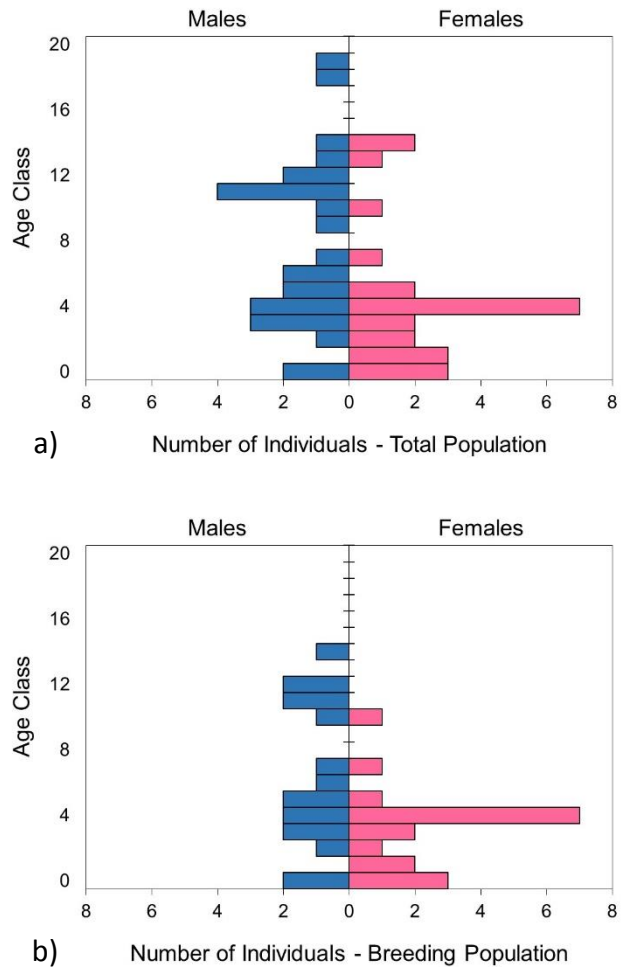 Males Females
20
16
12
8
4
0
Age Class
8 6 4 2 0 2 4 6 8
a) Number of Individuals - Total Population
Males Females
20
16
12
8
4
0
Age Class
8 6 4 2 0 2 4 6 8
b) Number of Individuals - Breeding Population